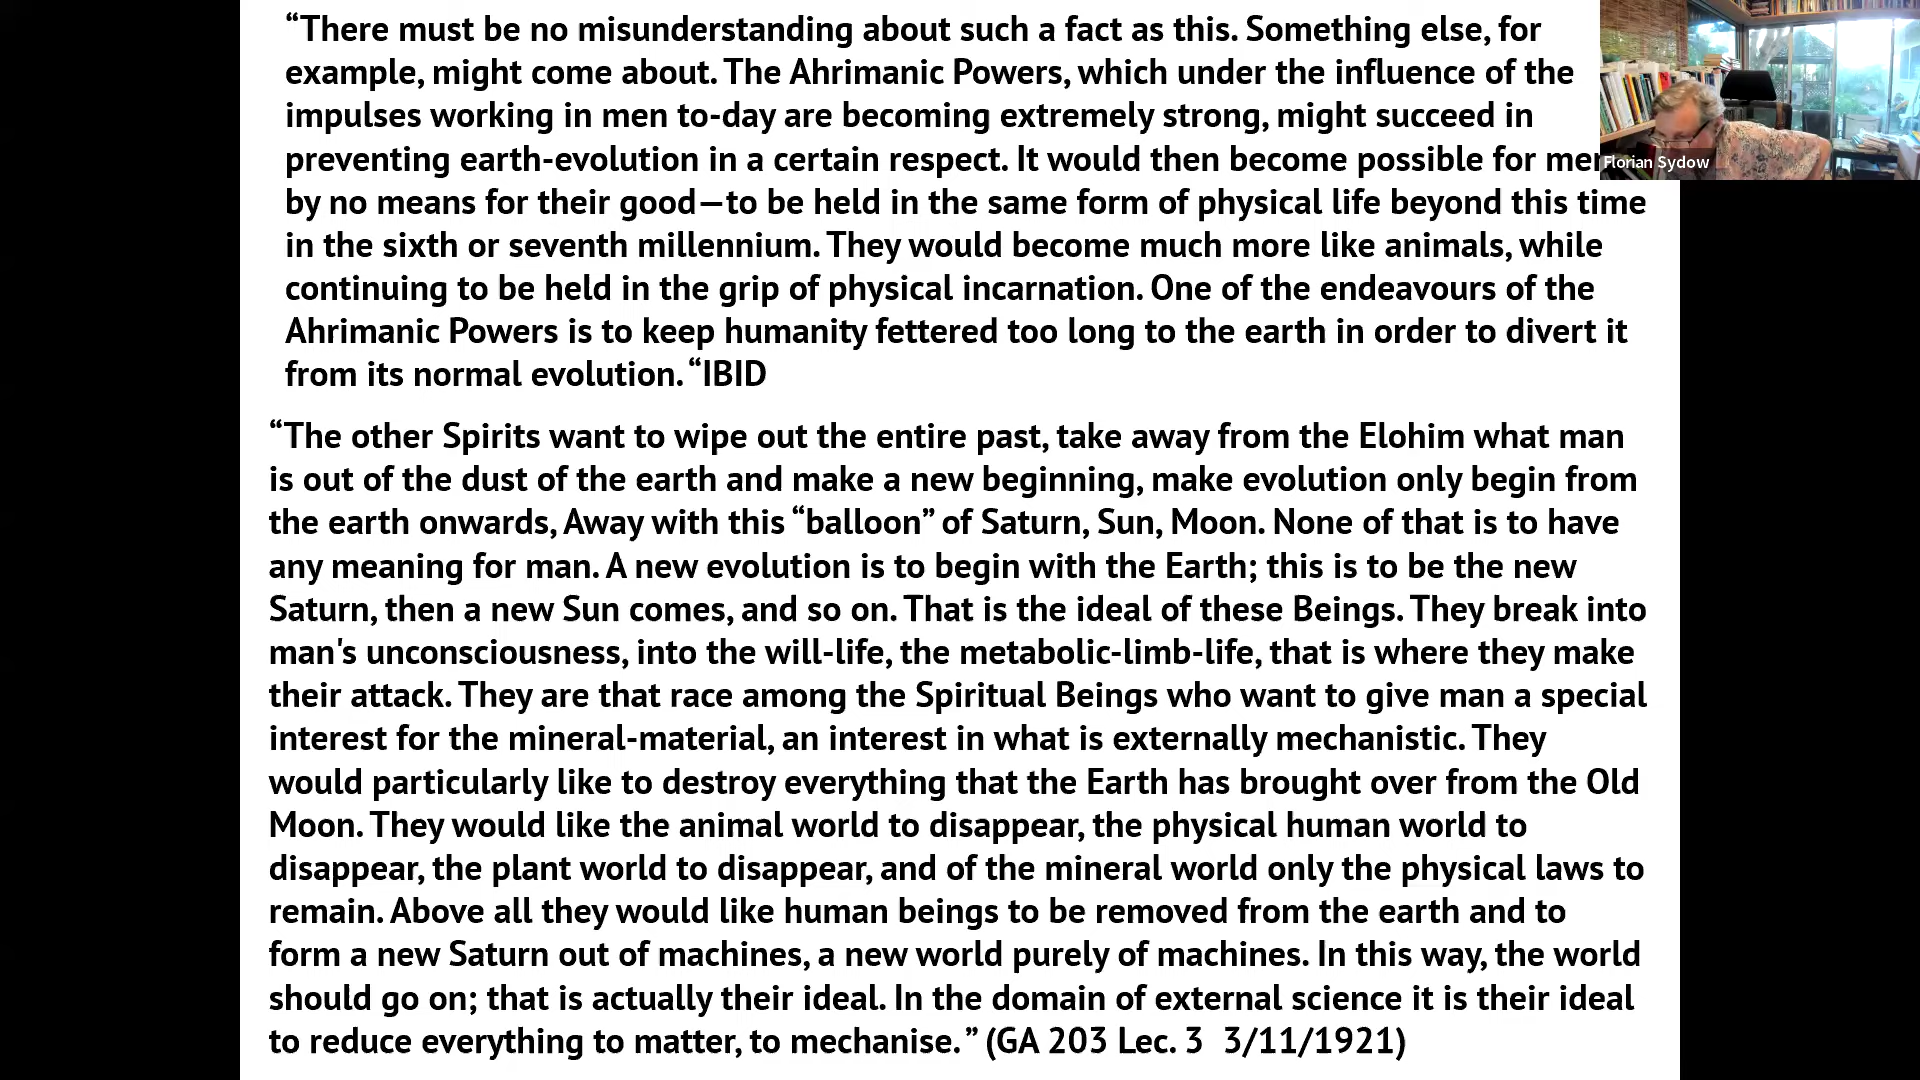 “There must be no misunderstanding about such a fact as this. Something else, for
example, might come about. The Ahrimanic Powers, which under the influence of the
impulses working in men to-day are becoming extremely strong, might succeed in
preventing earth-evolution in a certain respect. It would then become possible for
by no means for their good—to be held in the same form of physical life beyond this time
in the sixth or seventh millennium. They would become much more like animals, while
continuing to be held in the grip of physical incarnation. One of the endeavours of the
Ahrimanic Powers is to keep humanity fettered too long to the earth in order to divert it
from its normal evolution. “IBID
“The other Spirits want to wipe out the entire past, take away from the Elohim what man
is out of the dust of the earth and make a new beginning, make evolution only begin from
the earth onwards, Away with this “balloon” of Saturn, Sun, Moon. None of that is to have
any meaning for man. A new evolution is to begin with the Earth; this is to be the new
Saturn, then a new Sun comes, and so on. That is the ideal of these Beings. They break into
man's unconsciousness, into the will-life, the metabolic-limb-life, that is where they make
their attack. They are that race among the Spiritual Beings who want to give man a special
interest for the mineral-material, an interest in what is externally mechanistic. They
would particularly like to destroy everything that the Earth has brought over from the Old
Moon. They would like the animal world to disappear, the physical human world to
disappear, the plant world to disappear, and of the mineral world only the physical laws to
remain. Above all they would like human beings to be removed from the earth and to
form a new Saturn out of machines, a new world purely of machines. In this way, the world
should go on; that is actually their ideal. In the domain of external science it is their ideal
to reduce everything to matter, to mechanise.” (GA 203 Lec. 3 3/11/1921)
Florian Sydow